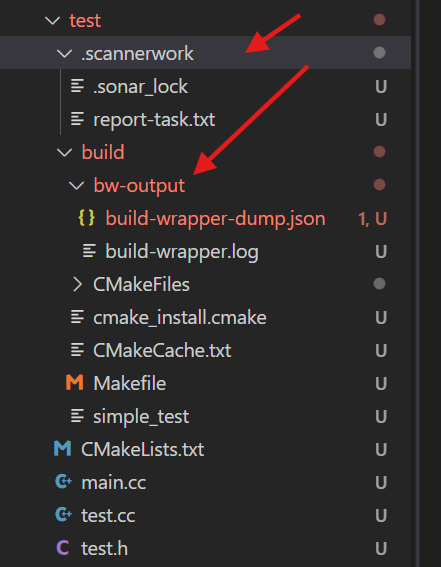 test
.scannerwork
.sonar_lock U
report-task.txt U
build
bw-output
{} build-wrapper-dump.json 1, U
build-wrapper.log U
CMakeFiles
cmake_install.cmake U
CMakeCache.txt U
M Makefile U
simple_test U
M CMakeLists.txt U
C++ main.cc U
C++ test.cc U
C test.h U